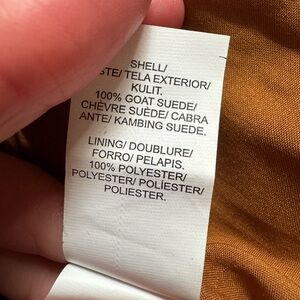 SHELL/
STE/ TELA EXTERIOR/
KULIT.
100% GOAT SUEDE/
CHÈVRE SUÈDE/ CABRA
ANTE/ KAMBING SUEDE.
LINING/ DOUBLURE/
FORRO/ PELAPIS.
100% POLYESTER/
POLYESTER/ POLIÉSTER/
POLIESTER.